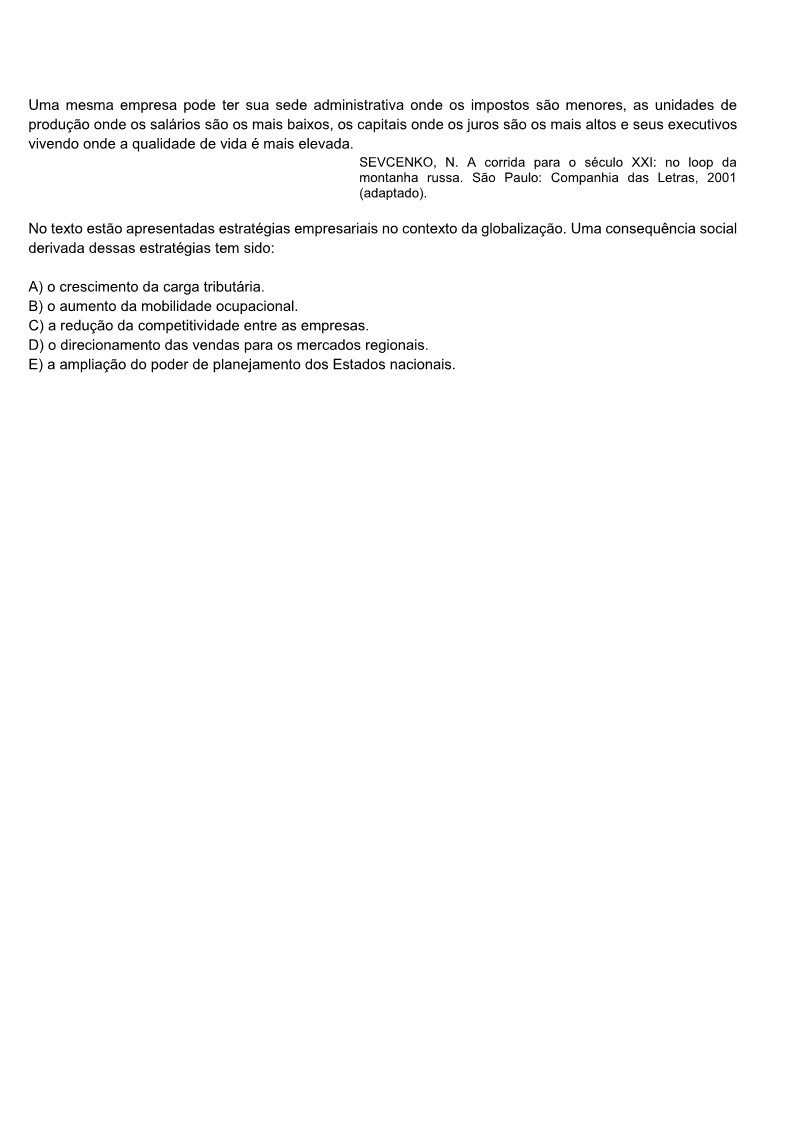 Uma mesma empresa pode ter sua sede administrativa onde os impostos são menores, as unidades de
produção onde os salários são os mais baixos, os capitais onde os juros são os mais altos e seus executivos
vivendo onde a qualidade de vida é mais elevada.
SEVCENKO, N. A corrida para o século XXI: no loop da
montanha russa. São Paulo: Companhia das Letras, 2001
(adaptado).
No texto estão apresentadas estratégias empresariais no contexto da globalização. Uma consequência social
derivada dessas estratégias tem sido:
A) o crescimento da carga tributária.
B) o aumento da mobilidade ocupacional.
C) a redução da competitividade entre as empresas.
D) o direcionamento das vendas para os mercados regionais.
E) a ampliação do poder de planejamento dos Estados nacionais.